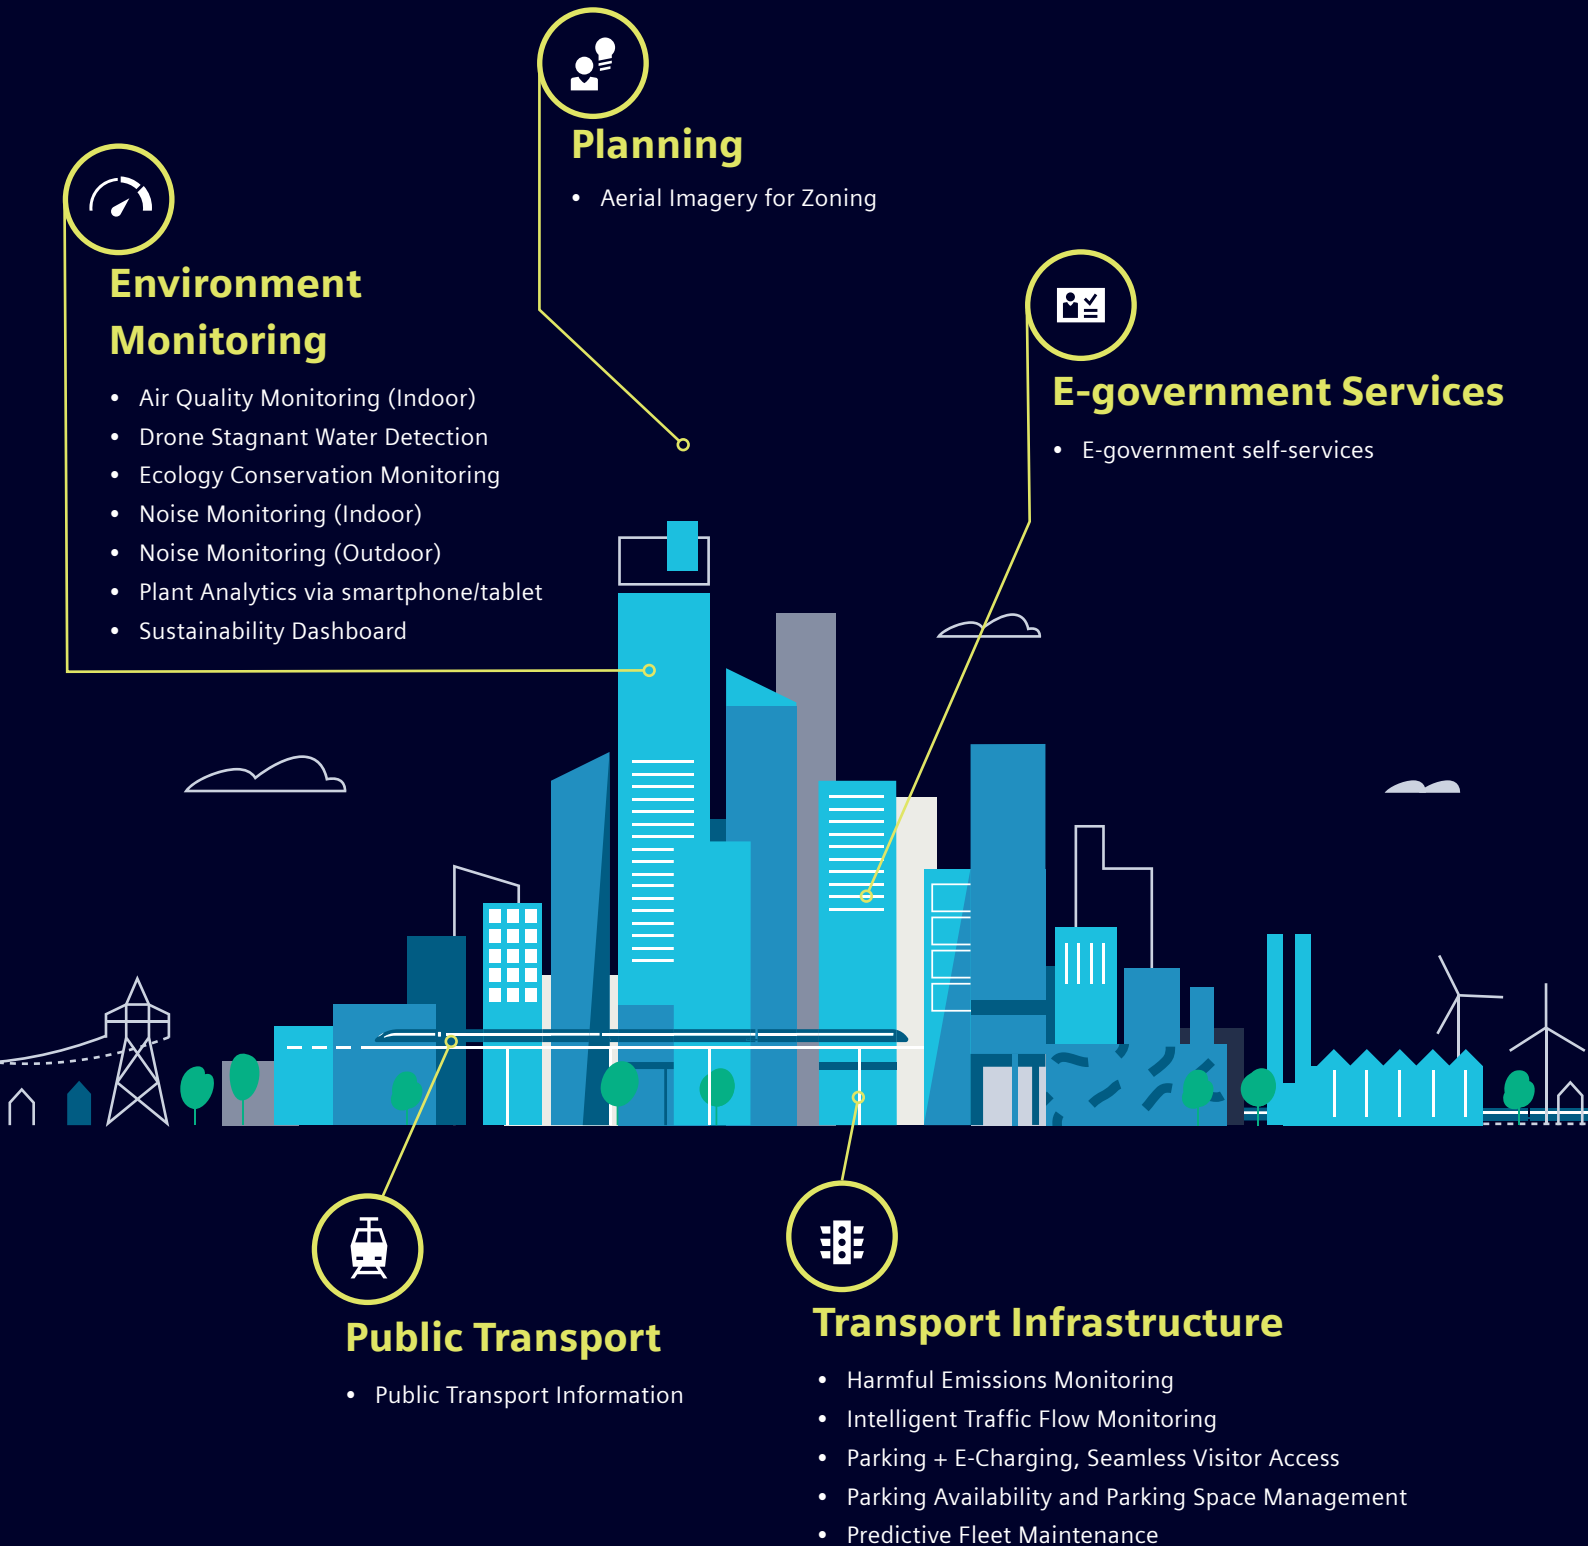 Planning
• Aerial Imagery for Zoning
Environment
Monitoring
• Air Quality Monitoring (Indoor)
• Drone Stagnant Water Detection
• Ecology Conservation Monitoring
• Noise Monitoring (Indoor)
• Noise Monitoring (Outdoor)
• Plant Analytics via smartphone/tablet
• Sustainability Dashboard
E-government Services
• E-government self-services
Public Transport
• Public Transport Information
Transport Infrastructure
• Harmful Emissions Monitoring
• Intelligent Traffic Flow Monitoring
• Parking + E-Charging, Seamless Visitor Access
• Parking Availability and Parking Space Management
• Predictive Fleet Maintenance